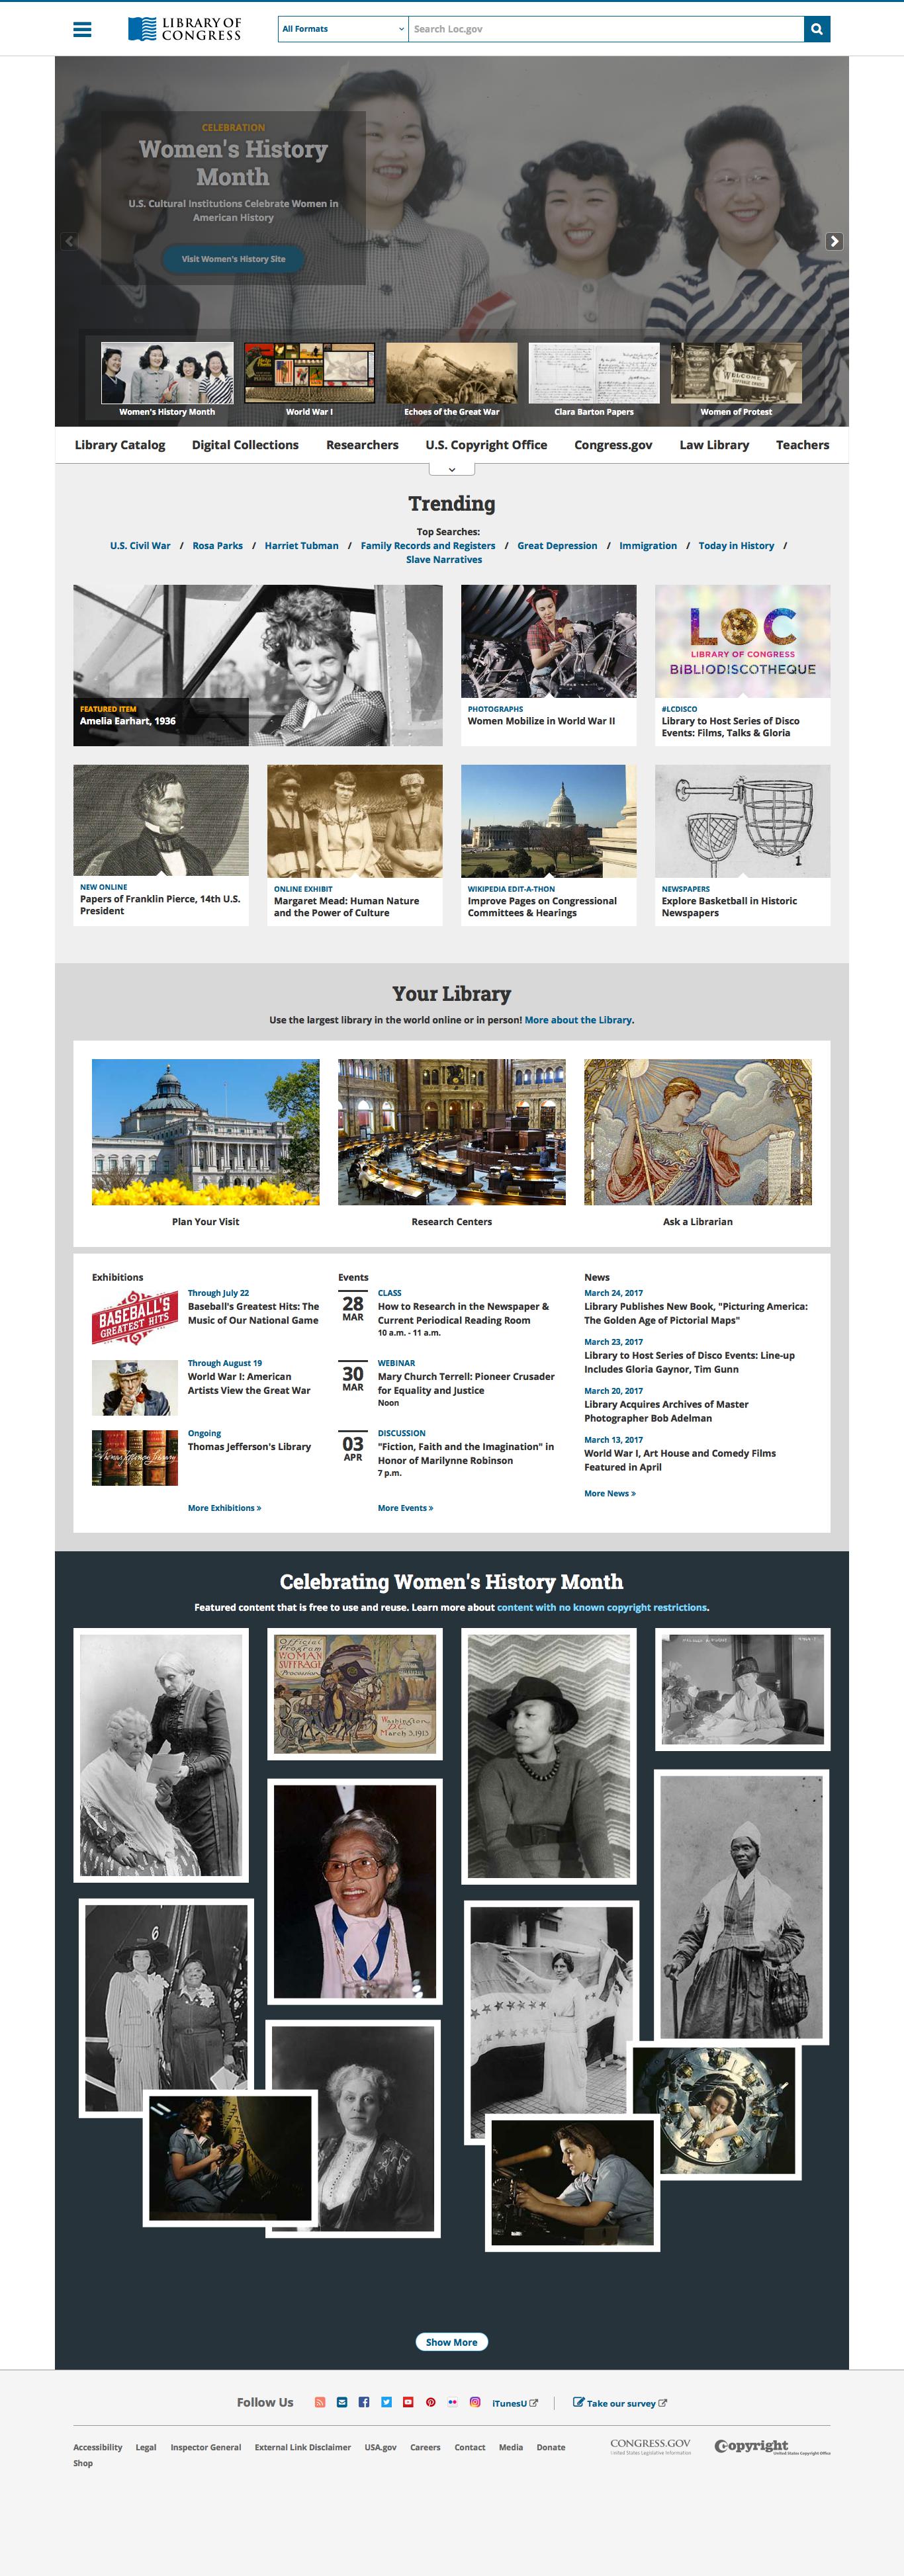 LIBRARY OF
CONGRESS
All Formats
Search Loc.gov
CELEBRATION
Women's History
Month
U.S. Cultural Institutions Celebrate Women in
American History
Visit Women's History Site
Women's History Month
World War I
Echoes of the Great War
Clara Barton Papers
Women of Protest
Library Catalog Digital Collections Researchers U.S. Copyright Office Congress.gov Law Library Teachers
Trending
Top Searches:
U.S. Civil War / Rosa Parks / Harriet Tubman / Family Records and Registers / Great Depression / Immigration / Today in History /
Slave Narratives
FEATURED ITEM
Amelia Earhart, 1936
PHOTOGRAPHS
Women Mobilize in World War II
LOC
LIBRARY OF CONGRESS
BIBLIODISCOTHEQUE
#LCDISCO
Library to Host Series of Disco
Events: Films, Talks & Gloria
NEW ONLINE
Papers of Franklin Pierce, 14th U.S.
President
ONLINE EXHIBIT
Margaret Mead: Human Nature
and the Power of Culture
WIKIPEDIA EDIT-A-THON
Improve Pages on Congressional
Committees & Hearings
1
NEWSPAPERS
Explore Basketball in Historic
Newspapers
Your Library
Use the largest library in the world online or in person! More about the Library.
Plan Your Visit
Research Centers
Ask a Librarian
Exhibitions
BASEBALL'S
GREATEST HITS
Through July 22
Baseball's Greatest Hits: The
Music of Our National Game
Through August 19
World War I: American
Artists View the Great War
Thomas Jefferson's Library
Ongoing
Thomas Jefferson's Library
More Exhibitions »
Events
28
MAR
CLASS
How to Research in the Newspaper &
Current Periodical Reading Room
10 a.m. - 11 a.m.
30
MAR
WEBINAR
Mary Church Terrell: Pioneer Crusader
for Equality and Justice
Noon
03
APR
DISCUSSION
"Fiction, Faith and the Imagination" in
Honor of Marilynne Robinson
7 p.m.
More Events »
News
March 24, 2017
Library Publishes New Book, "Picturing America:
The Golden Age of Pictorial Maps"
March 23, 2017
Library to Host Series of Disco Events: Line-up
Includes Gloria Gaynor, Tim Gunn
March 20, 2017
Library Acquires Archives of Master
Photographer Bob Adelman
March 13, 2017
World War I, Art House and Comedy Films
Featured in April
More News »
Celebrating Women's History Month
Featured content that is free to use and reuse. Learn more about content with no known copyright restrictions.
Official
Program
WOMAN
SUFFRAGE
Procession
Washington
D.C.
March 3, 1913
6
Show More
Follow Us
iTunesU
Take our survey
Accessibility Legal Inspector General External Link Disclaimer USA.gov Careers Contact Media Donate
Shop
CONGRESS.GOV
United States Legislative Information
Copyright
United States Copyright Office